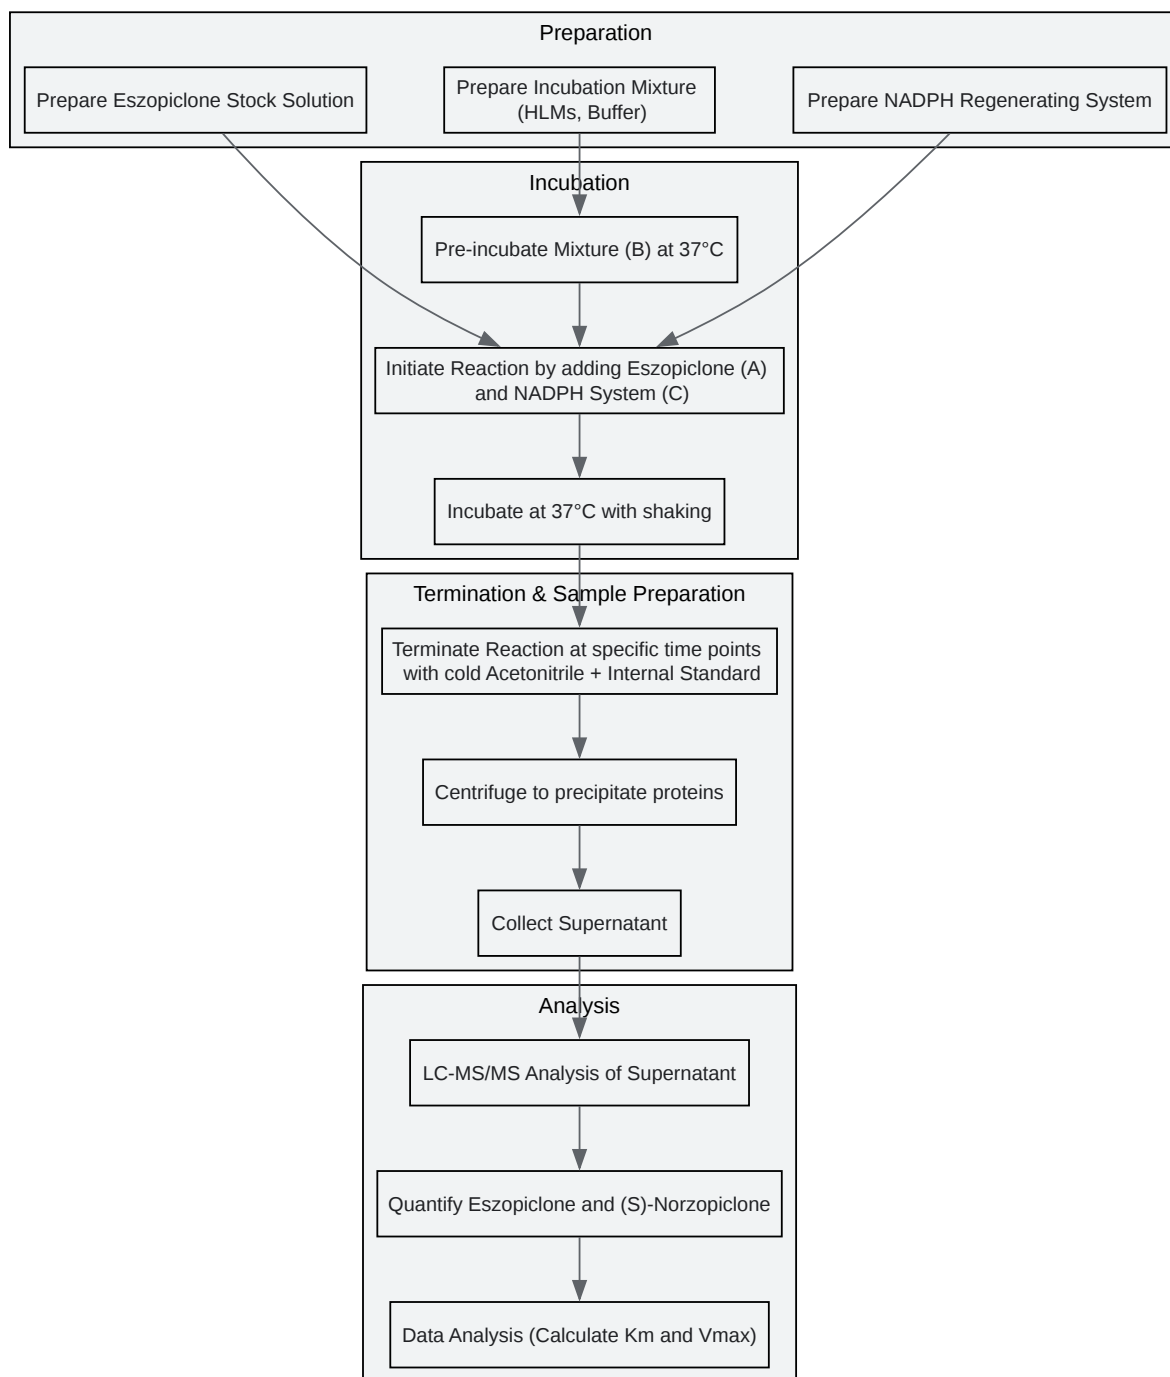 Preparation
Prepare Eszopiclone Stock Solution
Prepare Incubation Mixture
(HLMs, Buffer)
Prepare NADPH Regenerating System
Incubation
Pre-incubate Mixture (B) at 37°C
Initiate Reaction by adding Eszopiclone (A)
and NADPH System (C)
Incubate at 37°C with shaking
Termination & Sample Preparation
Terminate Reaction at specific time points
with cold Acetonitrile + Internal Standard
Centrifuge to precipitate proteins
Collect Supernatant
Analysis
LC-MS/MS Analysis of Supernatant
Quantify Eszopiclone and (S)-Norzopiclone
Data Analysis (Calculate Km and Vmax)